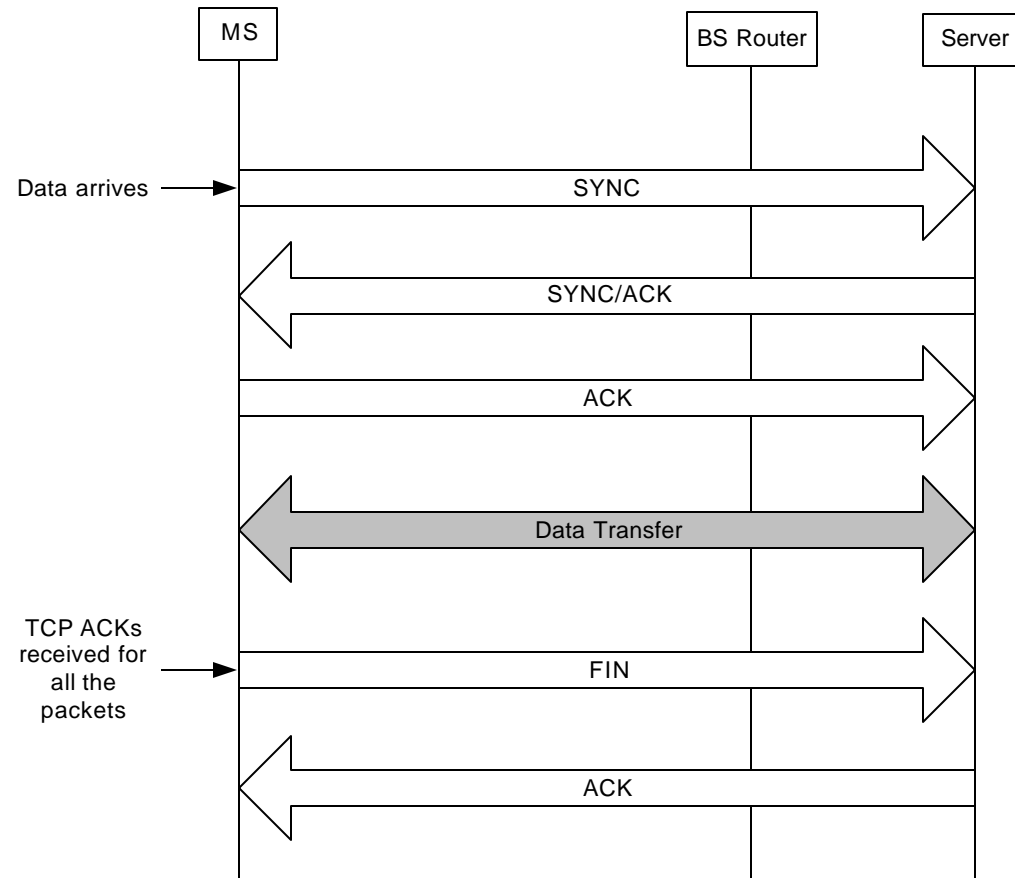 MS
BS Router
Server
Data arrives
SYNC
SYNC/ACK
ACK
Data Transfer
TCP ACKs
received for
all the
packets
FIN
ACK